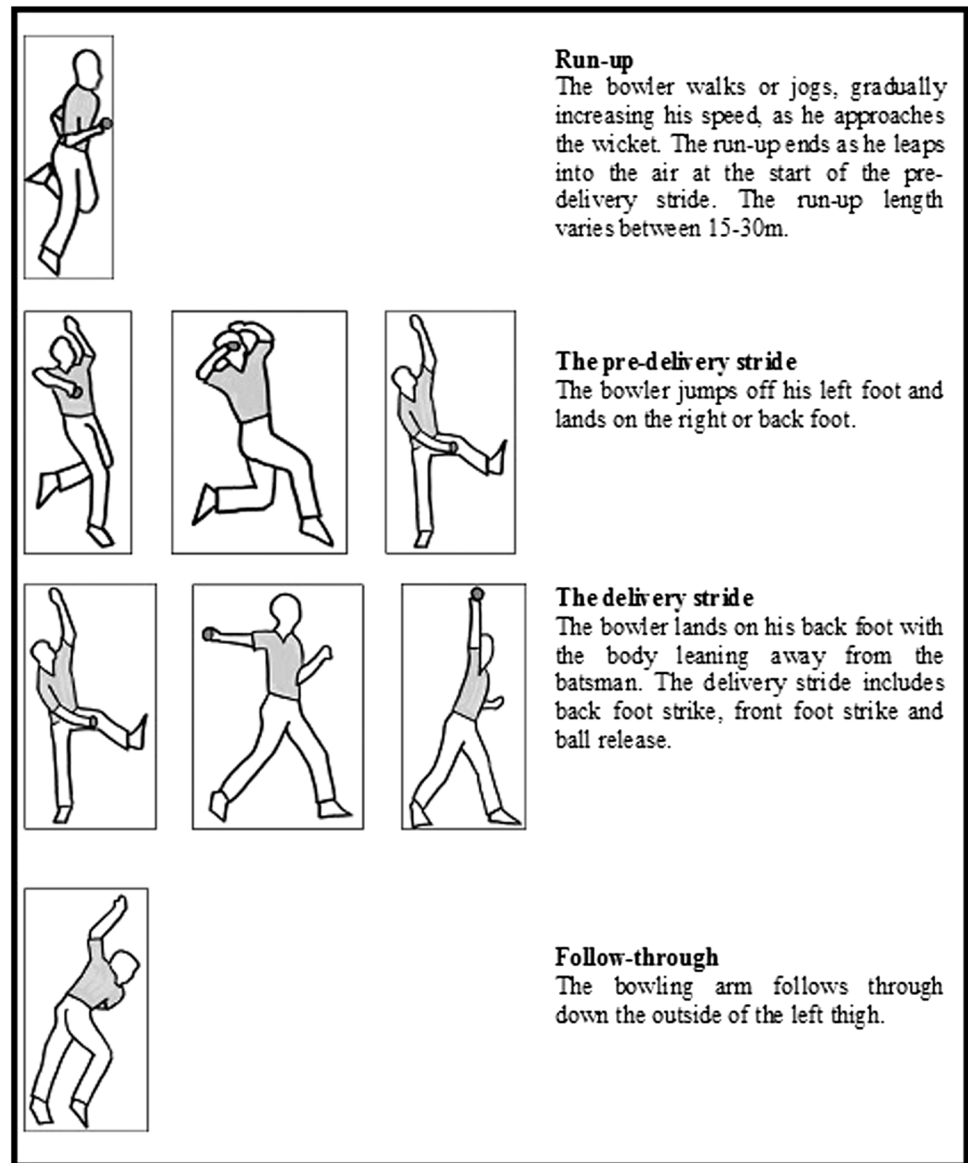 Run-up
The bowler walks or jogs, gradually
increasing his speed, as he approaches
the wicket. The run-up ends as he leaps
into the air at the start of the pre-
delivery stride. The run-up length
varies between 15-30m.
The pre-delivery stride
The bowler jumps off his left foot and
lands on the right or back foot.
The delivery stride
The bowler lands on his back foot with
the body leaning away from the
batsman. The delivery stride includes
back foot strike, front foot strike and
ball release.
Follow-through
The bowling arm follows through
down the outside of the left thigh.